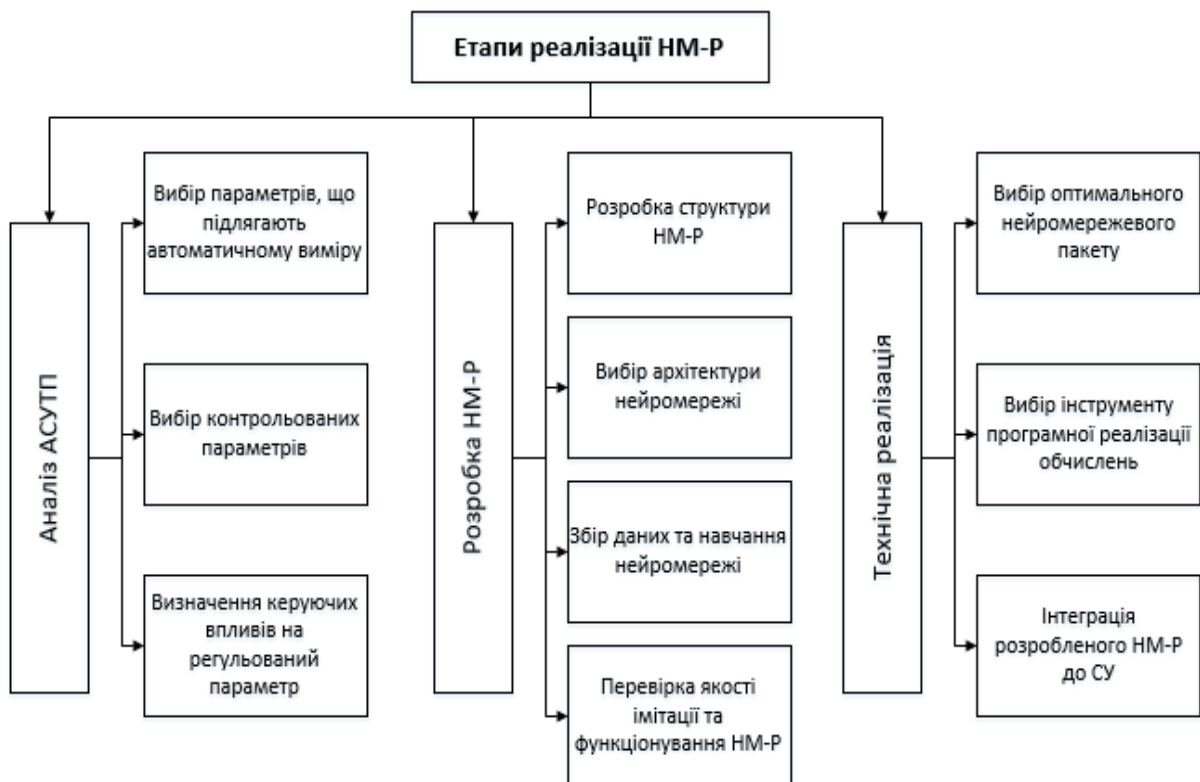 Етапи реалізації НМ-Р
Аналіз АСУТП
Вибір параметрів, що
підлягають
автоматичному виміру
Вибір контрольованих
параметрів
Визначення керуючих
впливів на
регульований
параметр
Розробка НМ-Р
Розробка структури
НМ-Р
Вибір архітектури
нейромережі
Збір даних та навчання
нейромережі
Перевірка якості
імітації та
функціонування НМ-Р
Технічна реалізація
Вибір оптимального
нейромережевого
пакету
Вибір інструменту
програмної реалізації
обчислень
Інтеграція
розробленого НМ-Р
до СУ